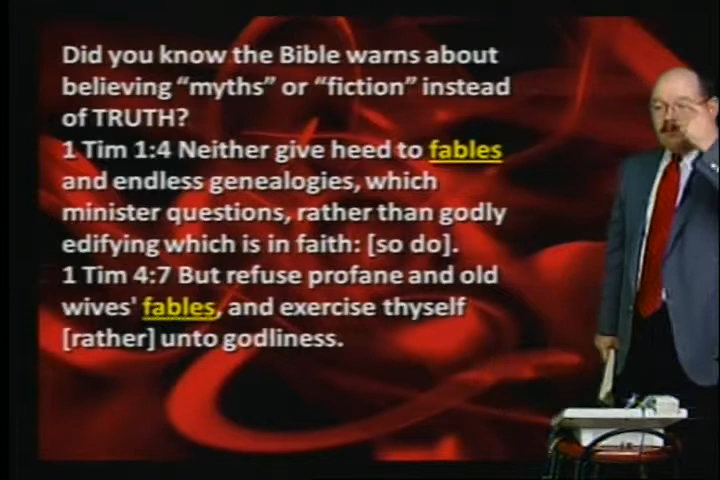 Did you know the Bible warns about
believing “myths” or “fiction” instead
of TRUTH?
1 Tim 1:4 Neither give heed to fables
and endless genealogies, which
minister questions, rather than godly
edifying which is in faith: [so do].
1 Tim 4:7 But refuse profane and old
wives' fables, and exercise thyself
[rather] unto godliness.